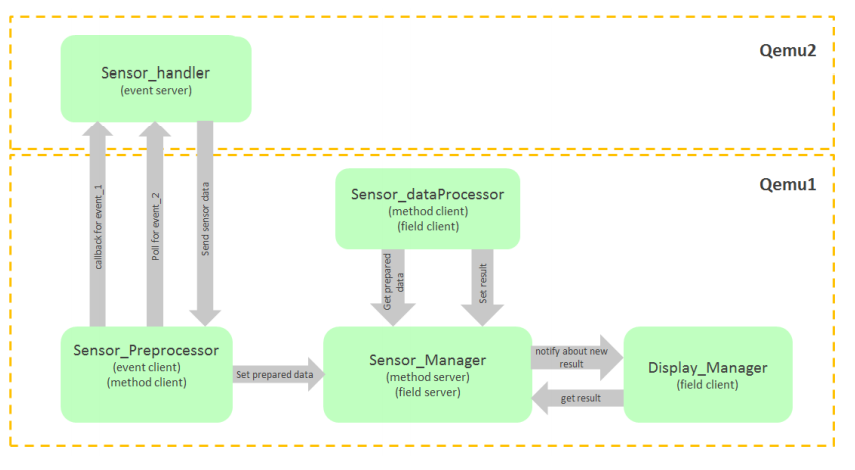 Qemu2
Sensor_handler
(event server)
callback for event_1
Poll for event_2
Send sensor data
Qemu1
Sensor_dataProcessor
(method client)
(field client)
Get prepared
data
Set result
Sensor_Preprocessor
(event client)
(method client)
Set prepared data
Sensor_Manager
(method server)
(field server)
notify about new
result
get result
Display_Manager
(field client)